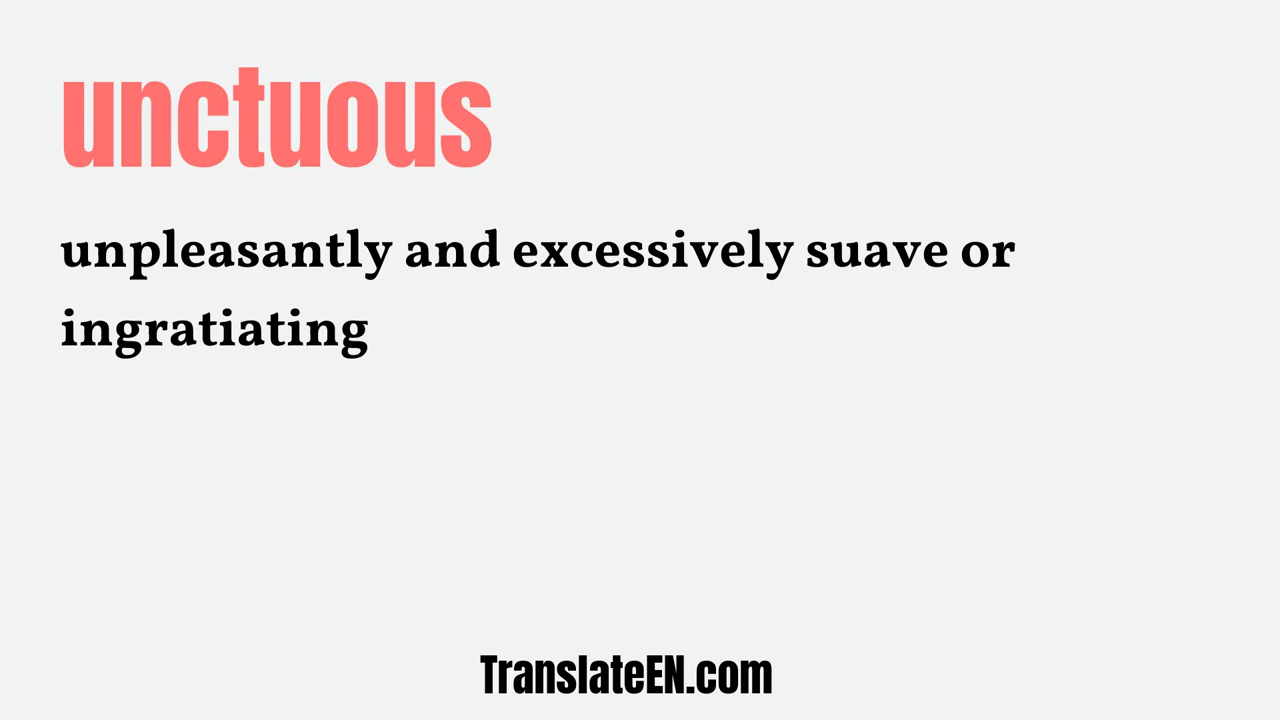 unctuous
unpleasantly and excessively suave or
ingratiating
TranslateEN.com